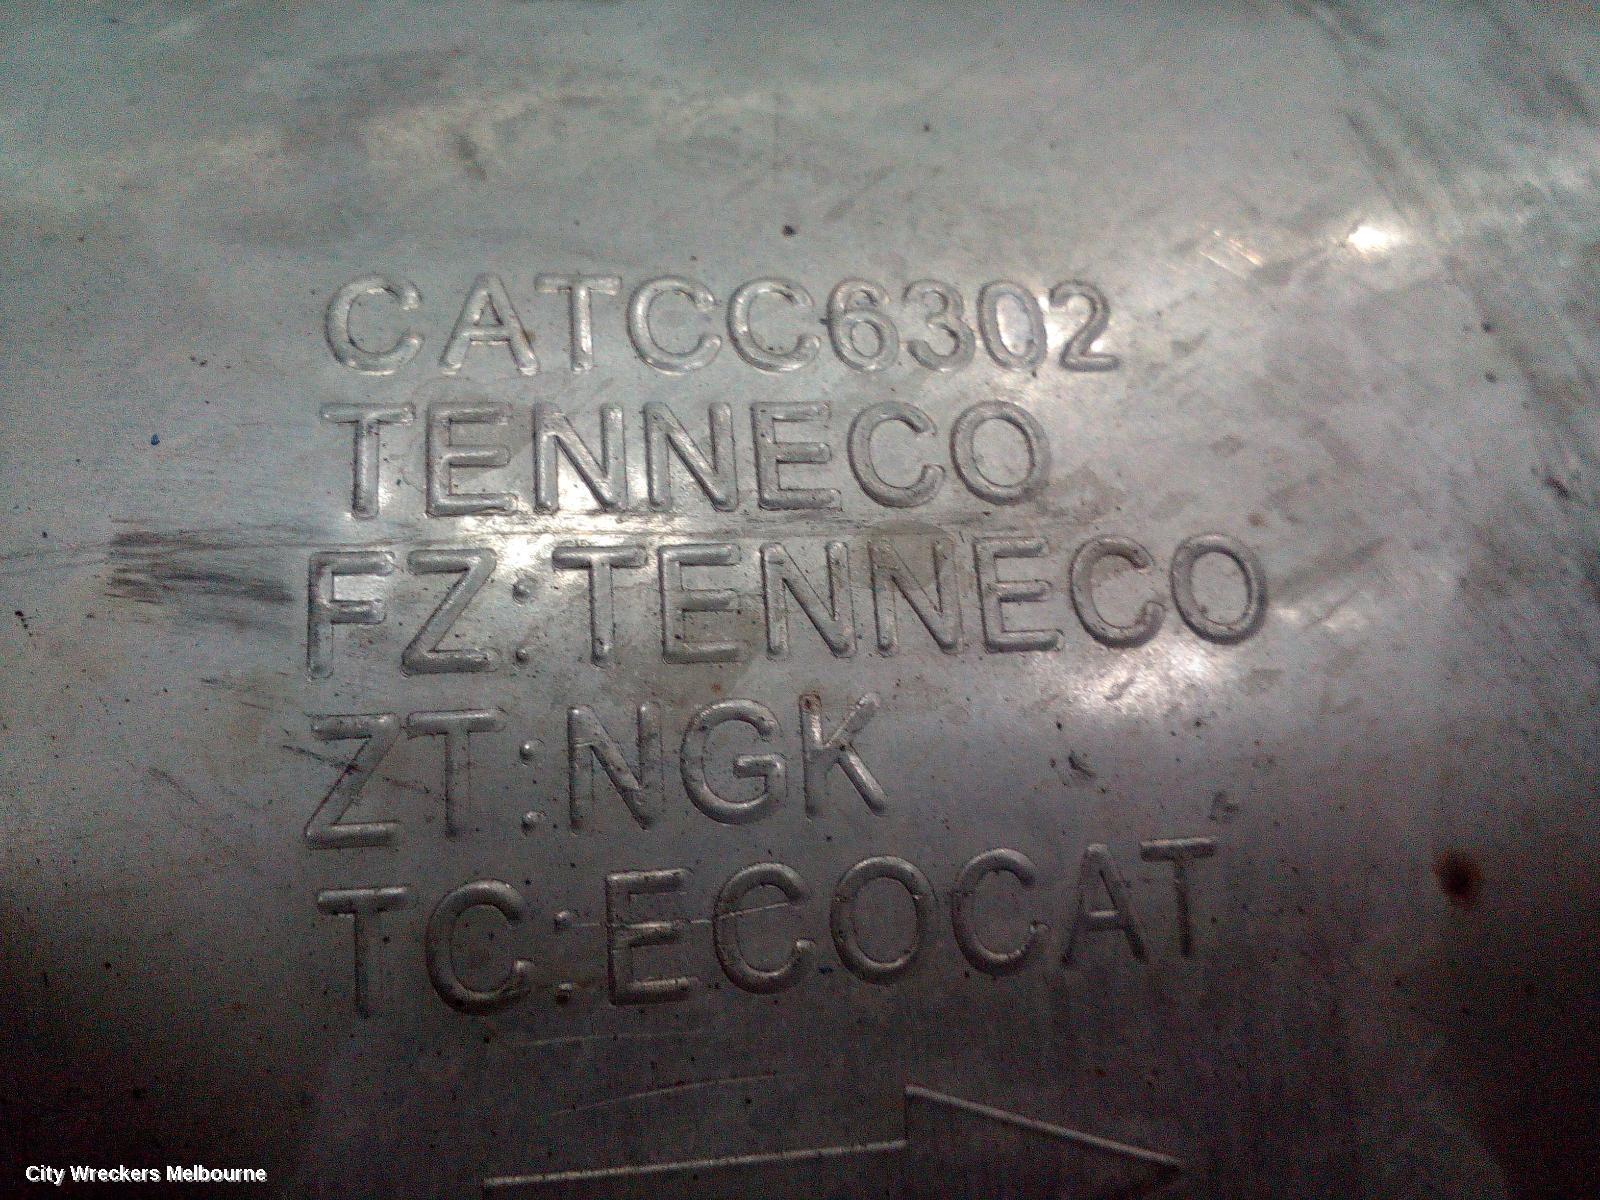 CATCC6302
TENNECO
FZ:TENNECO
ZT:NGK
TC:ECOCAT
City Wreckers Melbourne